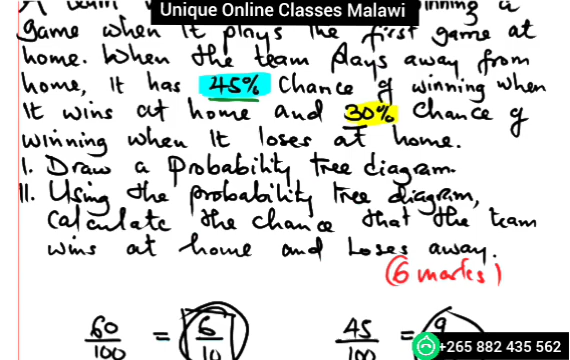 Unique Online Classes Malawi
A team
game when it plays the first game at
home. When the team plays away from
home, it has 45% chance of winning when
It wins at home and 30% chance of
winning when it loses at home.
I. Draw a probability tree diagram.
II. Using the probability tree diagram,
calculate the chance that the team
wins at home and loses away.
(6 marks)
60/100 = 6/10 45/100 = 9
+265 882 435 562